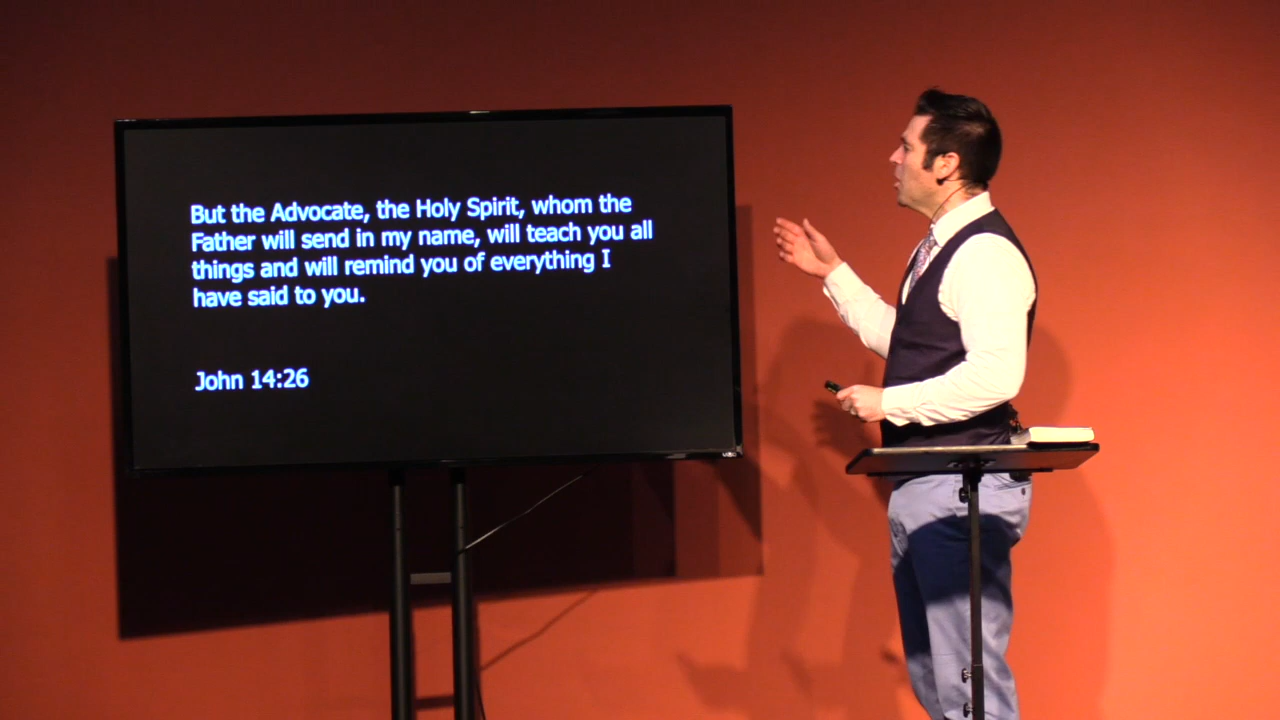 But the Advocate, the Holy Spirit, whom the
Father will send in my name, will teach you all
things and will remind you of everything I
have said to you.
John 14:26